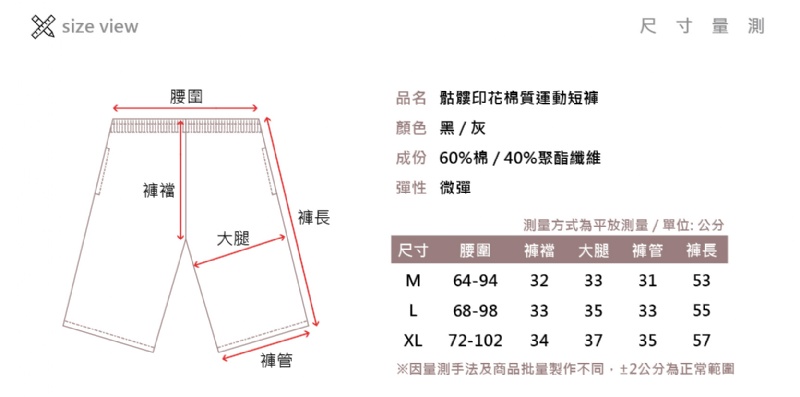 size view
尺寸量測
腰圍
褲襠
大腿
褲長
褲管
品名 骷髏印花棉質運動短褲
顏色 黑 / 灰
成份 60%棉 / 40%聚酯纖維
彈性 微彈
測量方式為平放測量 / 單位: 公分
尺寸 腰圍 褲襠 大腿 褲管 褲長
M 64-94 32 33 31 53
L 68-98 33 35 33 55
XL 72-102 34 37 35 57
※因量測手法及商品批量製作不同，±2公分為正常範圍